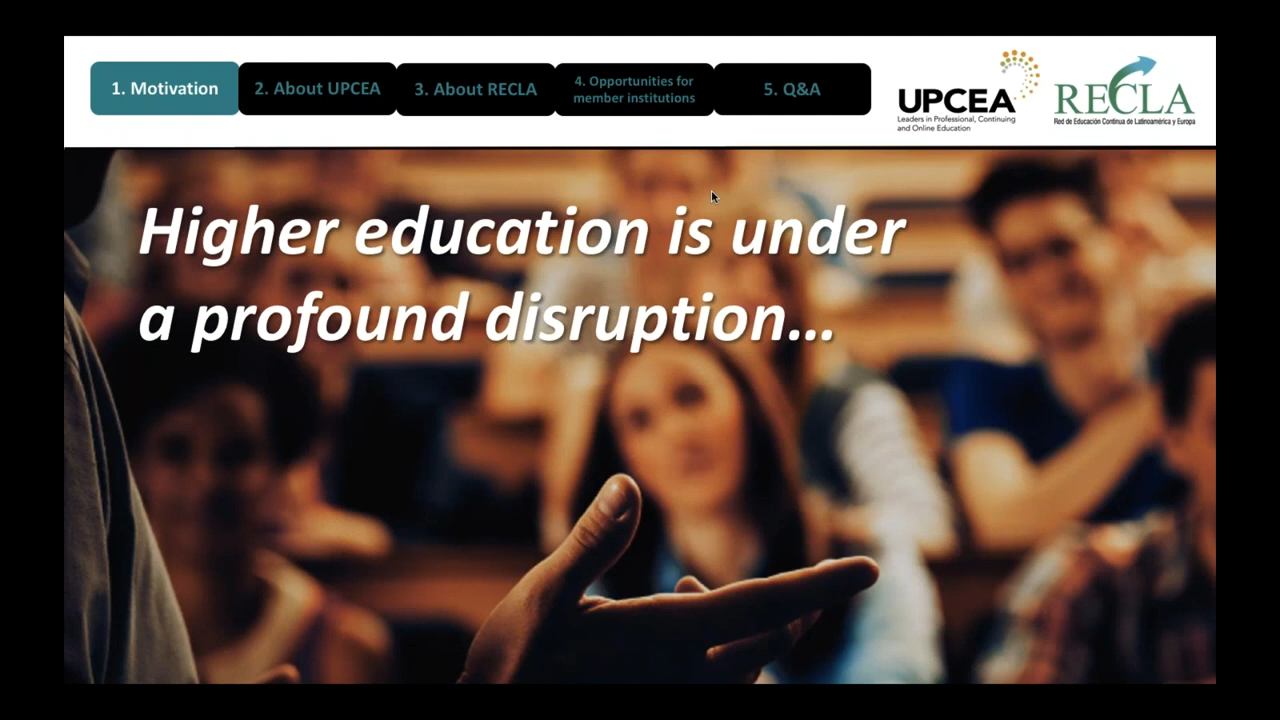 1. Motivation
2. About UPCEA
3. About RECLA
4. Opportunities for
member institutions
5. Q&A
UPCEA
Leaders in Professional, Continuing
and Online Education
RECLA
Red de Educación Continua de Latinoamérica y Europa
Higher education is under
a profound disruption...